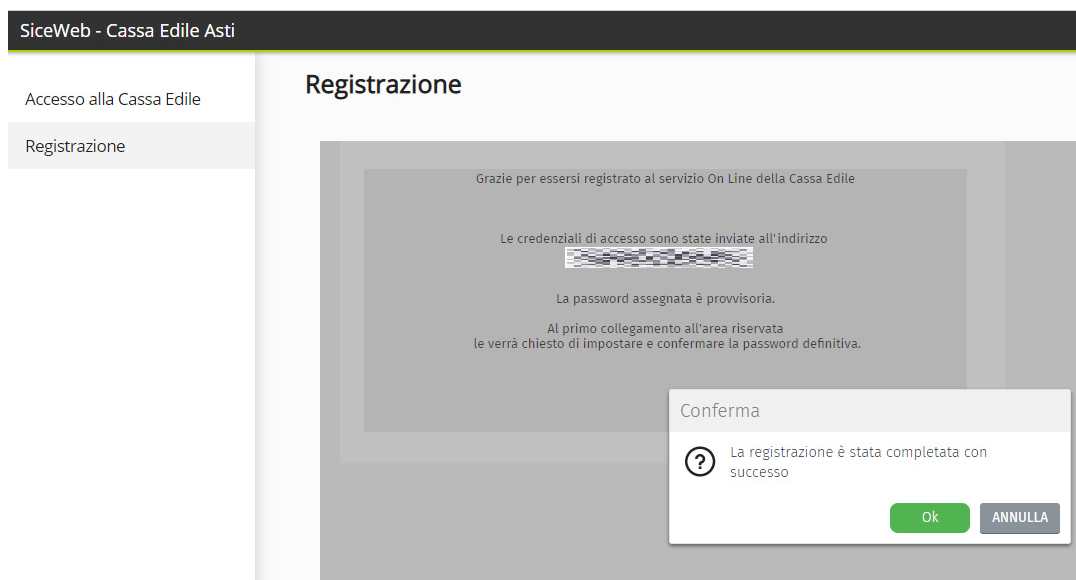 SiceWeb - Cassa Edile Asti
Accesso alla Cassa Edile
Registrazione
Registrazione
Grazie per essersi registrato al servizio On Line della Cassa Edile
Le credenziali di accesso sono state inviate all'indirizzo
La password assegnata è provvisoria.
Al primo collegamento all'area riservata
le verrà chiesto di impostare e confermare la password definitiva.
Conferma
La registrazione è stata completata con
successo
Ok
ANNULLA